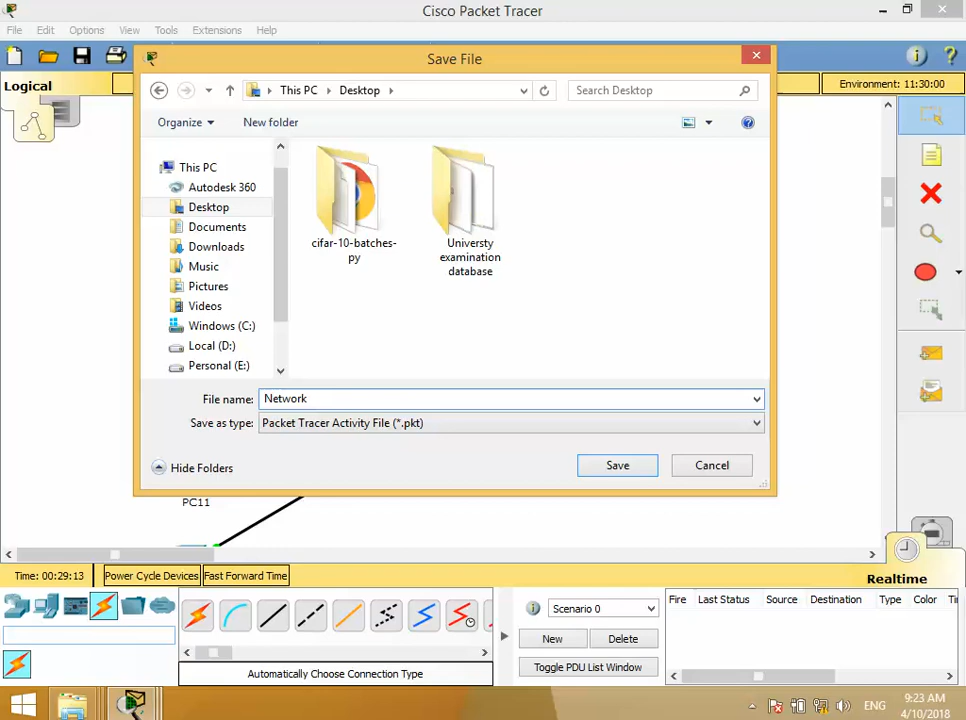 Cisco Packet Tracer
File Edit Options View Tools Extensions Help
Save File
Logical
Environment: 11:30:00
This PC Desktop
Search Desktop
Organize
New folder
This PC
Autodesk 360
Desktop
Documents
Downloads
Music
Pictures
Videos
Windows (C:)
Local (D:)
Personal (E:)
cifar-10-batches-
py
Universty
examination
database
File name: Network
Save as type: Packet Tracer Activity File (*.pkt)
Hide Folders
Save
Cancel
PC11
Time: 00:29:13
Power Cycle Devices
Fast Forward Time
Realtime
Scenario 0
New
Delete
Toggle PDU List Window
Fire Last Status Source Destination Type Color
Automatically Choose Connection Type
ENG
9:23 AM
4/10/2018